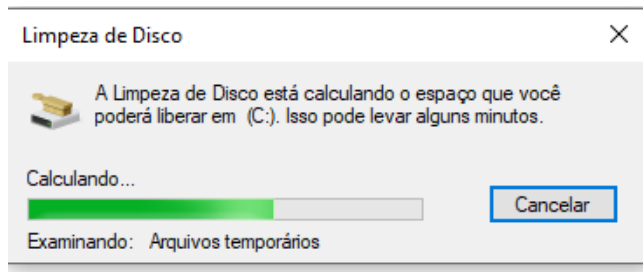 Limpeza de Disco
A Limpeza de Disco está calculando o espaço que você
poderá liberar em (C:). Isso pode levar alguns minutos.
Calculando...
Cancelar
Examinando: Arquivos temporários